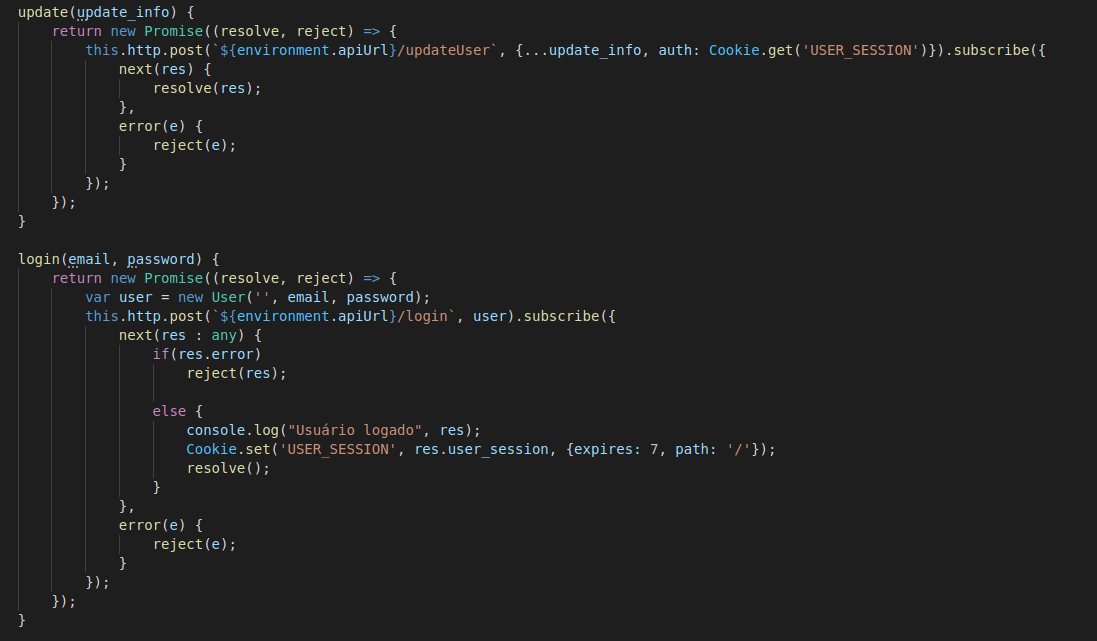 update(update_info) {
    return new Promise((resolve, reject) => {
        this.http.post(`${environment.apiUrl}/updateUser`, {...update_info, auth: Cookie.get('USER_SESSION')}).subscribe({
            next(res) {
                resolve(res);
            },
            error(e) {
                reject(e);
            }
        });
    });
}

login(email, password) {
    return new Promise((resolve, reject) => {
        var user = new User('', email, password);
        this.http.post(`${environment.apiUrl}/login`, user).subscribe({
            next(res : any) {
                if(res.error)
                    reject(res);

                else {
                    console.log("Usuário logado", res);
                    Cookie.set('USER_SESSION', res.user_session, {expires: 7, path: '/'});
                    resolve();
                }
            },
            error(e) {
                reject(e);
            }
        });
    });
}